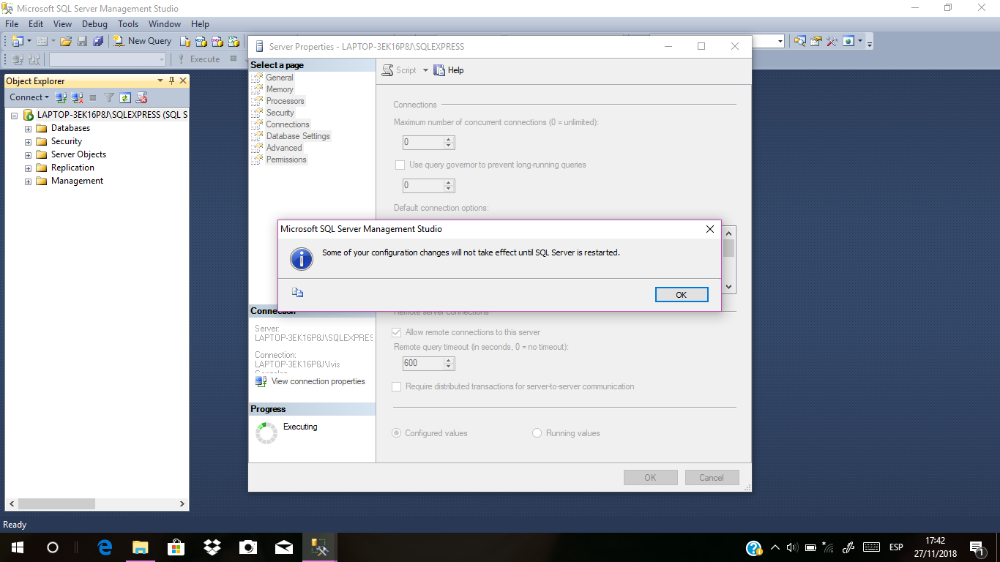 Microsoft SQL Server Management Studio
File Edit View Debug Tools Window Help
New Query
Execute
Server Properties - LAPTOP-3EK16P8J\SQLEXPRESS
Object Explorer
Connect
LAPTOP-3EK16P8J\SQLEXPRESS (SQL S
Databases
Security
Server Objects
Replication
Management
Select a page
General
Memory
Processors
Security
Connections
Database Settings
Advanced
Permissions
Script Help
Connections
Maximum number of concurrent connections (0 = unlimited):
0
Use query governor to prevent long-running queries
0
Default connection options:
Microsoft SQL Server Management Studio
Some of your configuration changes will not take effect until SQL Server is restarted.
OK
Connection
Server:
LAPTOP-3EK16P8J\SQLEXPRES
Connection:
LAPTOP-3EK16P8J\Ivis
View connection properties
Progress
Executing
Remote server connections
Allow remote connections to this server
Remote query timeout (in seconds, 0 = no timeout):
600
Require distributed transactions for server-to-server communication
Configured values Running values
OK Cancel
Ready
ESP
17:42
27/11/2018
1